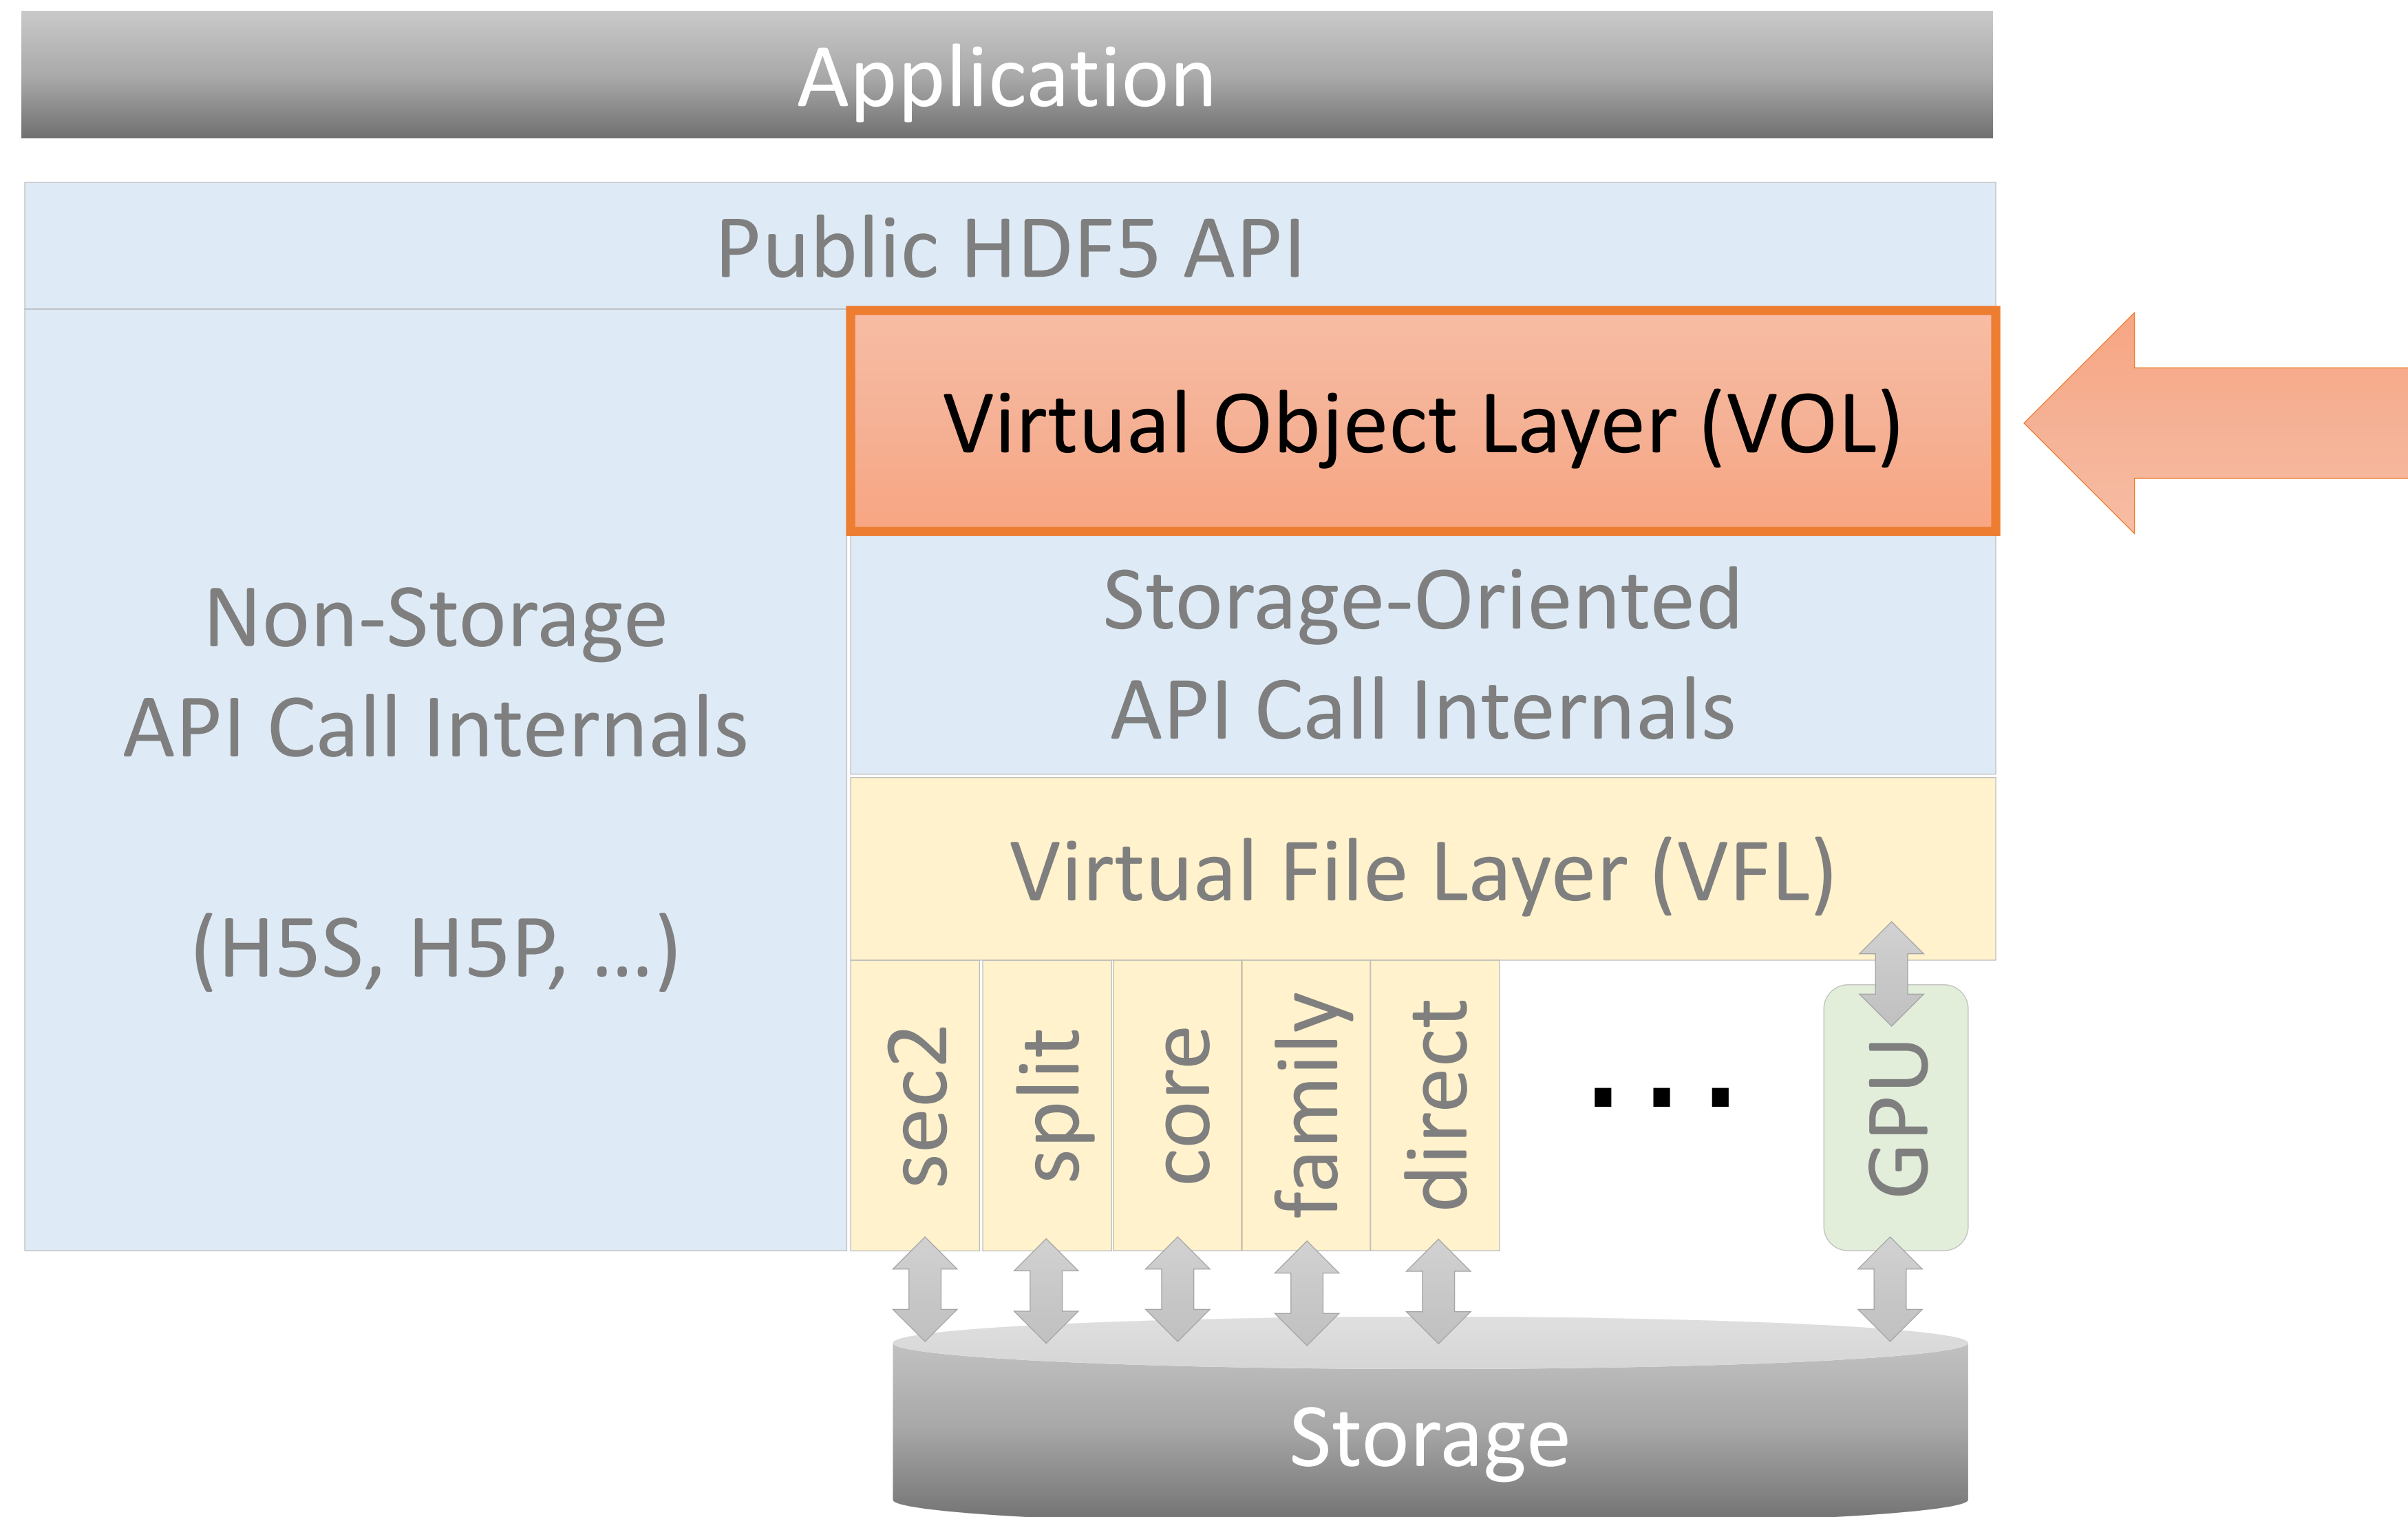 Application
Public HDF5 API
Virtual Object Layer (VOL)
Non-Storage
API Call Internals
(H5S, H5P, ...)
Storage-Oriented
API Call Internals
Virtual File Layer (VFL)
sec2
split
core
family
direct
...
GPU
Storage